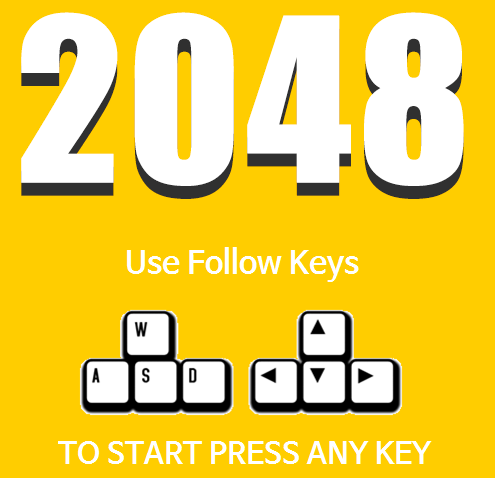 2048
Use Follow Keys
W
A S D
TO START PRESS ANY KEY